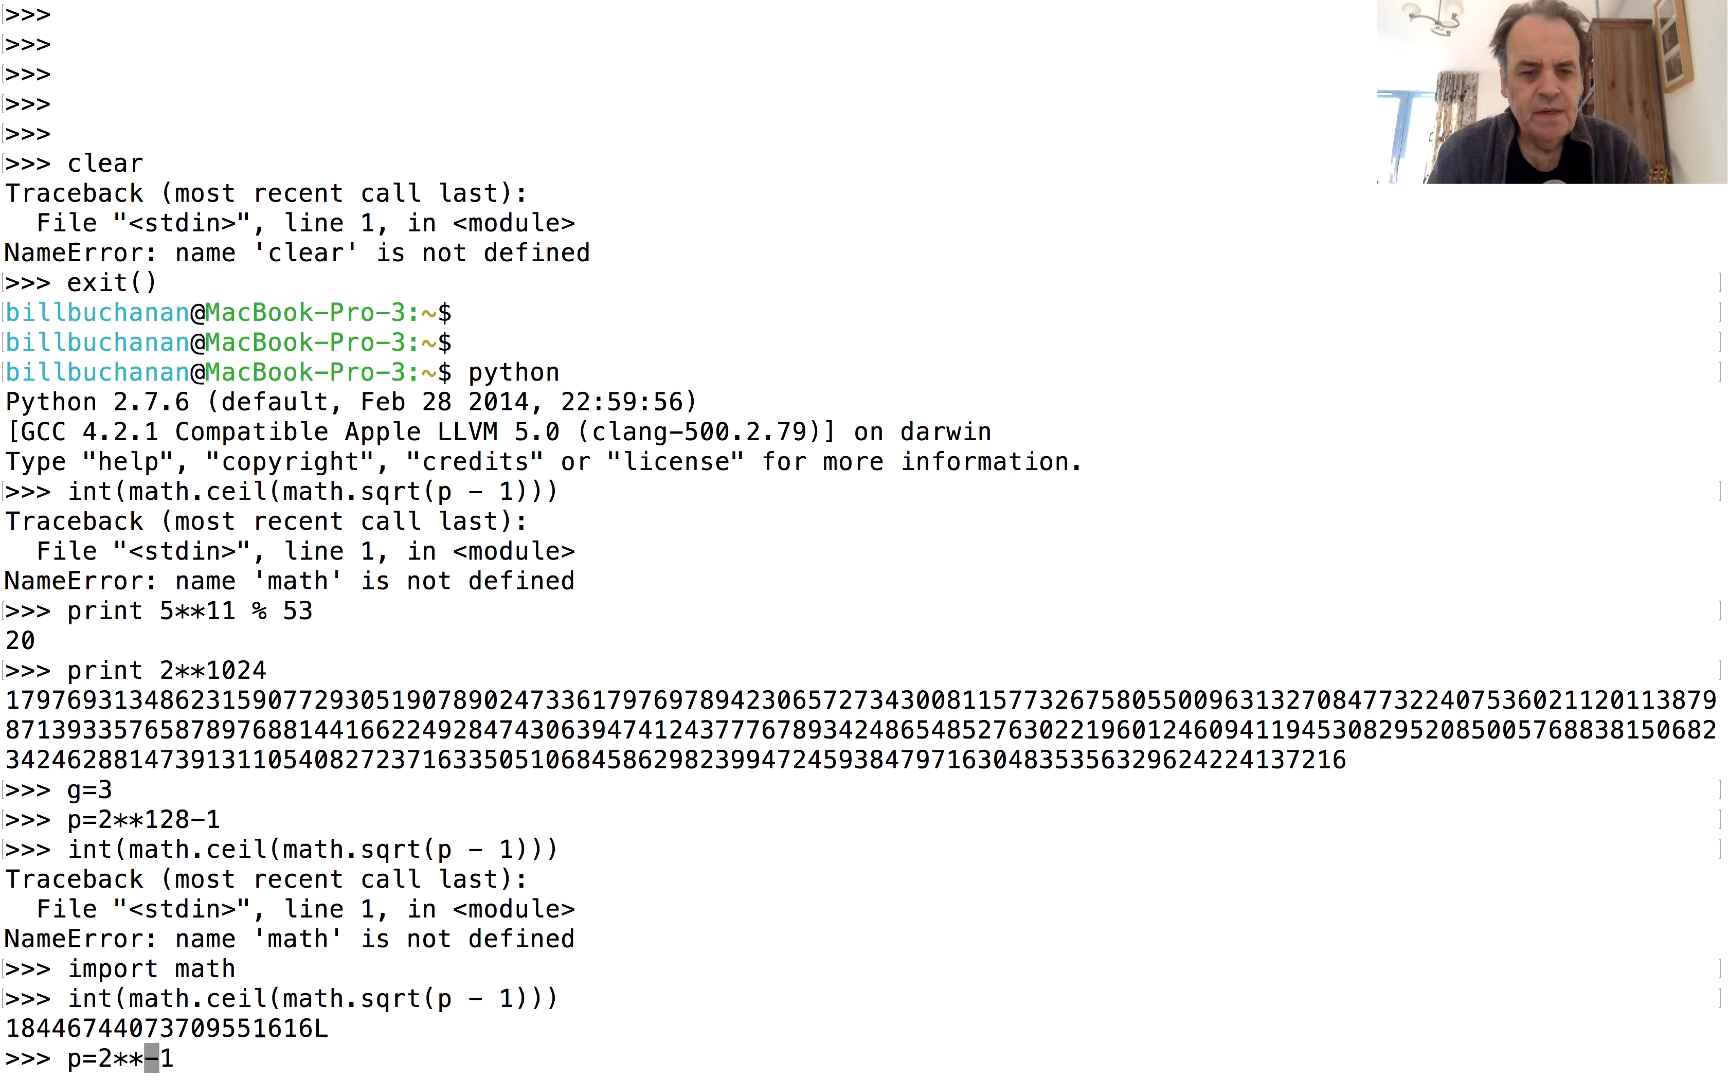 >>>
>>>
>>>
>>>
>>>
>>> clear
Traceback (most recent call last):
  File "<stdin>", line 1, in <module>
NameError: name 'clear' is not defined
>>> exit()
billbuchanan@MacBook-Pro-3:~$
billbuchanan@MacBook-Pro-3:~$
billbuchanan@MacBook-Pro-3:~$ python
Python 2.7.6 (default, Feb 28 2014, 22:59:56)
[GCC 4.2.1 Compatible Apple LLVM 5.0 (clang-500.2.79)] on darwin
Type "help", "copyright", "credits" or "license" for more information.
>>> int(math.ceil(math.sqrt(p - 1)))
Traceback (most recent call last):
  File "<stdin>", line 1, in <module>
NameError: name 'math' is not defined
>>> print 5**11 % 53
20
>>> print 2**1024
17976931348623159077293051907890247336179769789423065727343008115773267580550096313270847732240753602112011387​9
87139335765878976881441662249284743063947412437776789342486548527630221960124609411945308295208500576883815068​2
342462881473913110540827237163350510684586298239947245938479716304835356329624224137216
>>> g=3
>>> p=2**128-1
>>> int(math.ceil(math.sqrt(p - 1)))
Traceback (most recent call last):
  File "<stdin>", line 1, in <module>
NameError: name 'math' is not defined
>>> import math
>>> int(math.ceil(math.sqrt(p - 1)))
18446744073709551616L
>>> p=2**-1